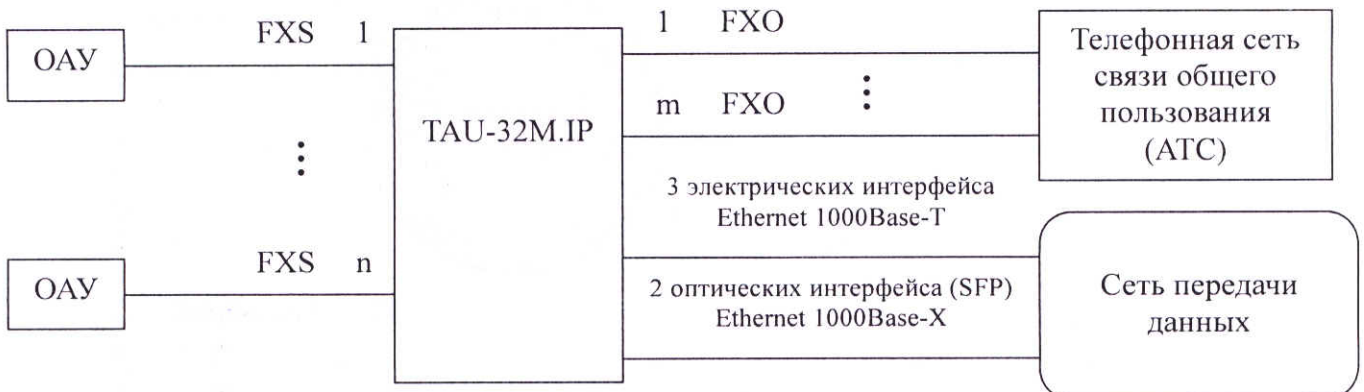 ОАУ
FXS 1
ОАУ
FXS n
TAU-32M.IP
1 FXO
m FXO
3 электрических интерфейса
Ethernet 1000Base-T
2 оптических интерфейса (SFP)
Ethernet 1000Base-X
Телефонная сеть
связи общего
пользования
(АТС)
Сеть передачи
данных